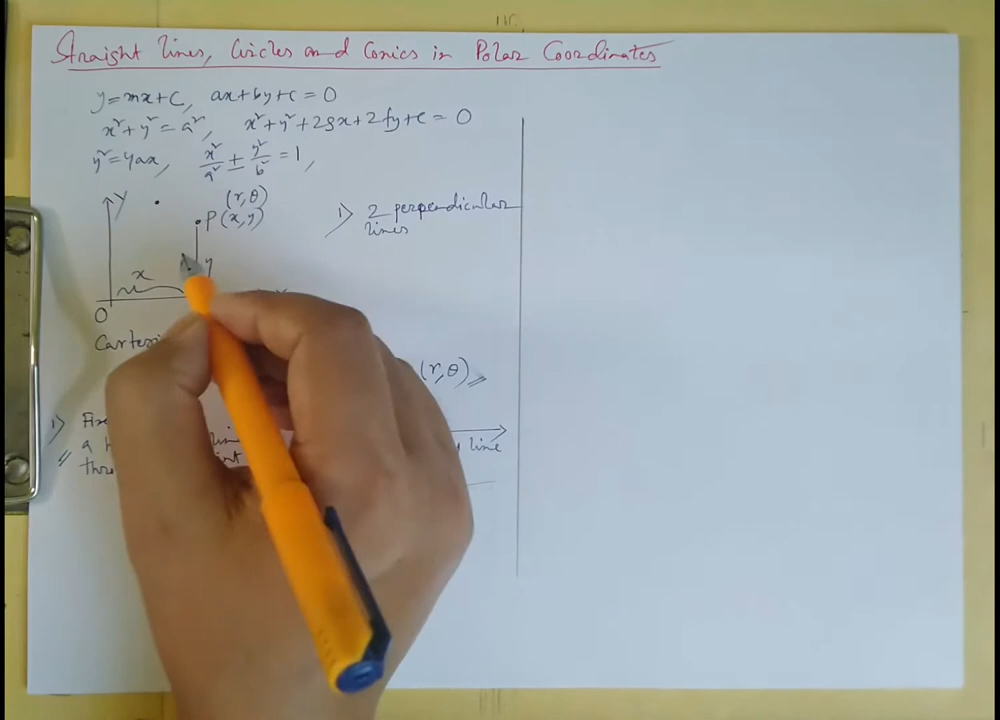 Straight lines, Circles and Conics in Polar Coordinates
y=mx+c, ax+by+c=0
x²+y²=a², x²+y²+2gx+2fy+c=0
y²=4ax, x²/a² ± y²/b² =1,
Y
(r,θ)
P(x,y)
1) 2 perpendicular
lines
x
y
O
(r,θ)
1)
a
line